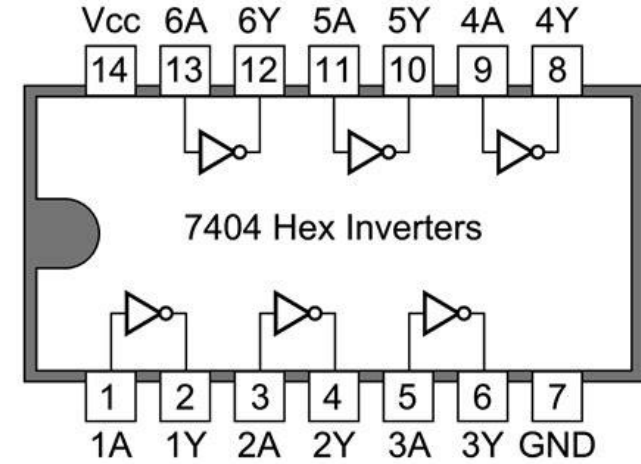 Vcc 6A 6Y 5A 5Y 4A 4Y
14 13 12 11 10 9 8
7404 Hex Inverters
1 2 3 4 5 6 7
1A 1Y 2A 2Y 3A 3Y GND